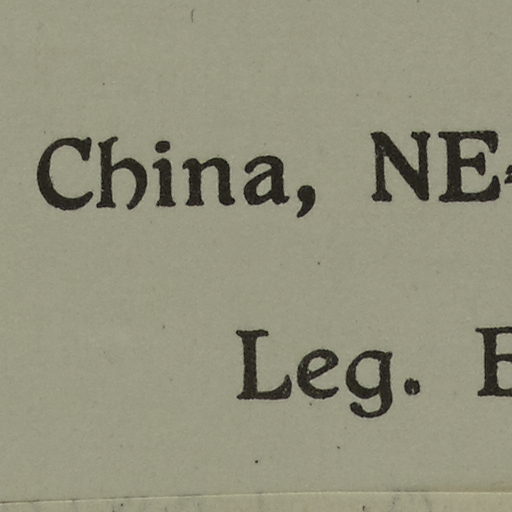 China, NE-
Leg.